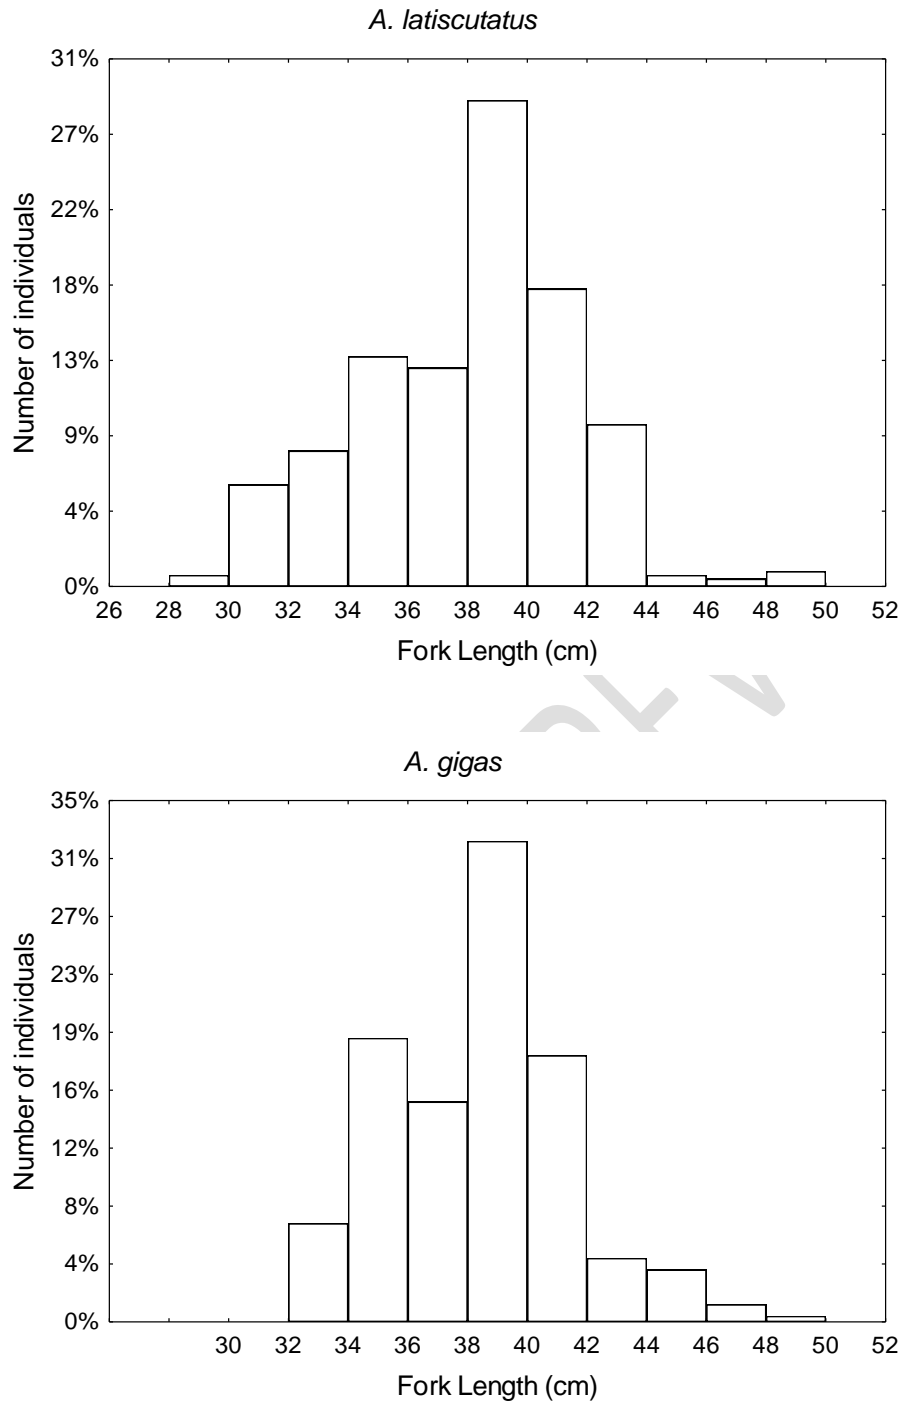 A. latiscutatus
31%
27%
22%
18%
13%
9%
4%
0%
Number of individuals
26 28 30 32 34 36 38 40 42 44 46 48 50 52
Fork Length (cm)
A. gigas
35%
31%
27%
23%
19%
16%
12%
8%
4%
0%
Number of individuals
30 32 34 36 38 40 42 44 46 48 50 52
Fork Length (cm)